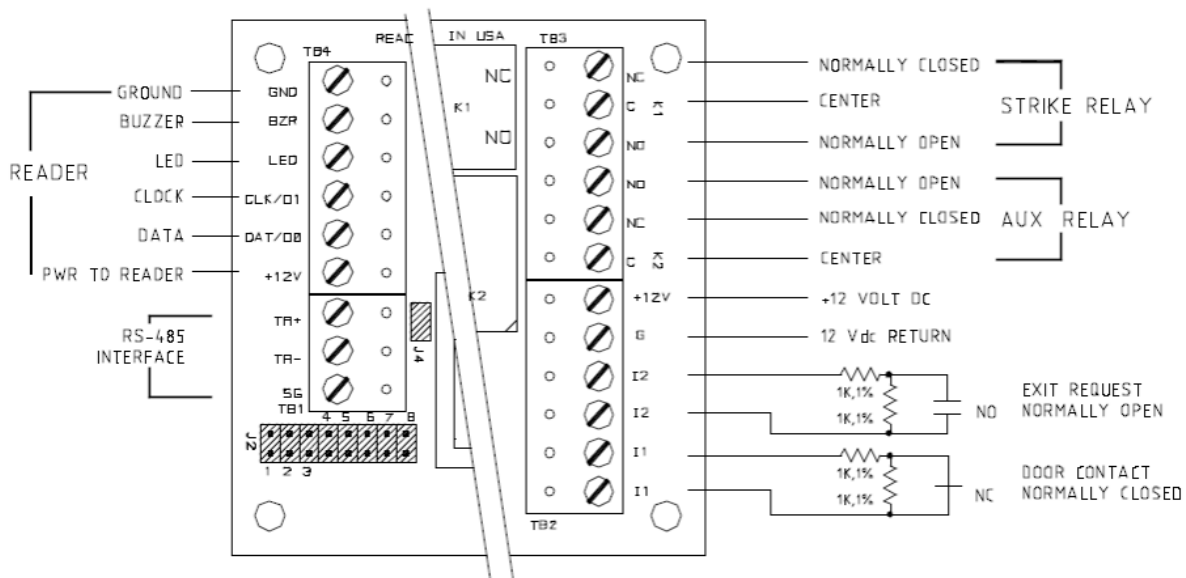 READER
GROUND
BUZZER
LED
CLOCK
DATA
PWR TO READER
RS-485
INTERFACE
TB4
GND
BZR
LED
CLK/D1
DAT/D0
+12V
TR+
TR-
SG
TB1
J4
J2
4 5 6 7 8
1 2 3
REAC
IN USA
NC
K1
NO
K2
TB3
NC
C K1
NO
NO
NC
C K2
+12V
G
I2
I2
I1
I1
TB2
NORMALLY CLOSED
CENTER
NORMALLY OPEN
STRIKE RELAY
NORMALLY OPEN
NORMALLY CLOSED
CENTER
AUX RELAY
+12 VOLT DC
12 Vdc RETURN
1K,1%
1K,1%
NO
EXIT REQUEST
NORMALLY OPEN
1K,1%
1K,1%
NC
DOOR CONTACT
NORMALLY CLOSED